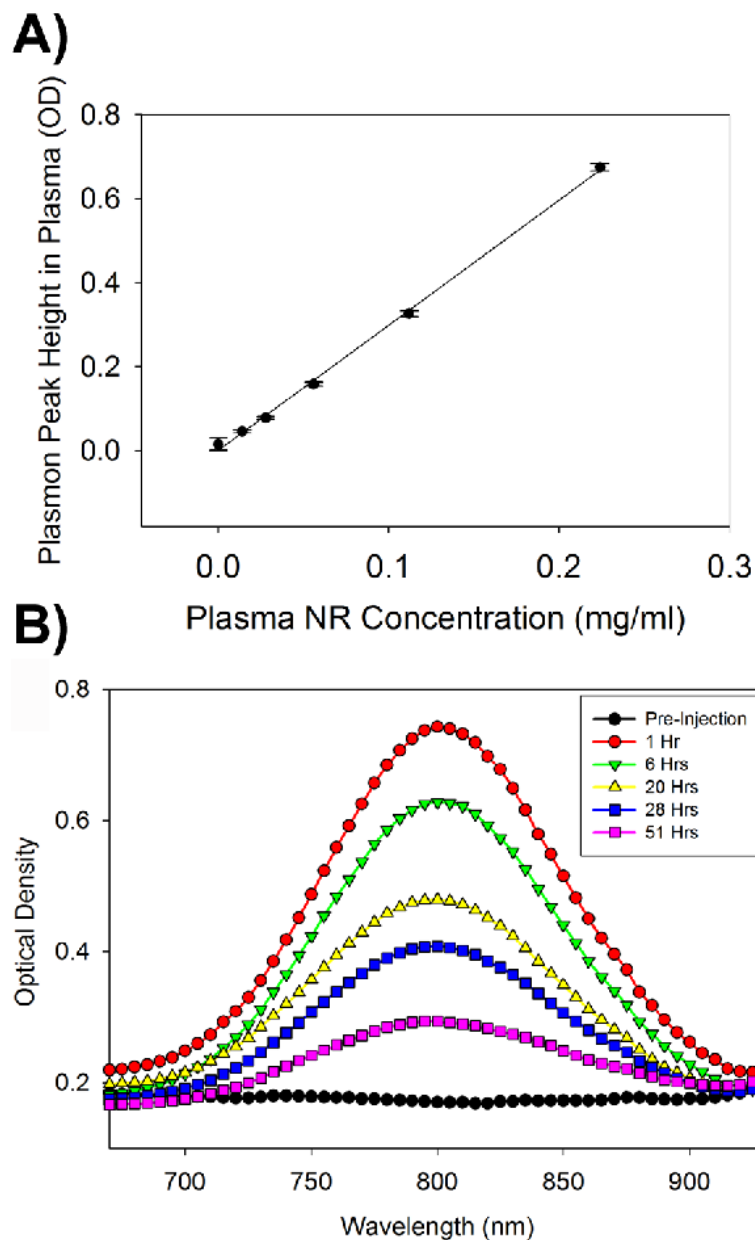 A)
Plasmon Peak Height in Plasma (OD)
0.8
0.6
0.4
0.2
0.0
0.0 0.1 0.2 0.3
Plasma NR Concentration (mg/ml)
B)
Optical Density
0.8
0.6
0.4
0.2
Pre-Injection
1 Hr
6 Hrs
20 Hrs
28 Hrs
51 Hrs
700 750 800 850 900
Wavelength (nm)